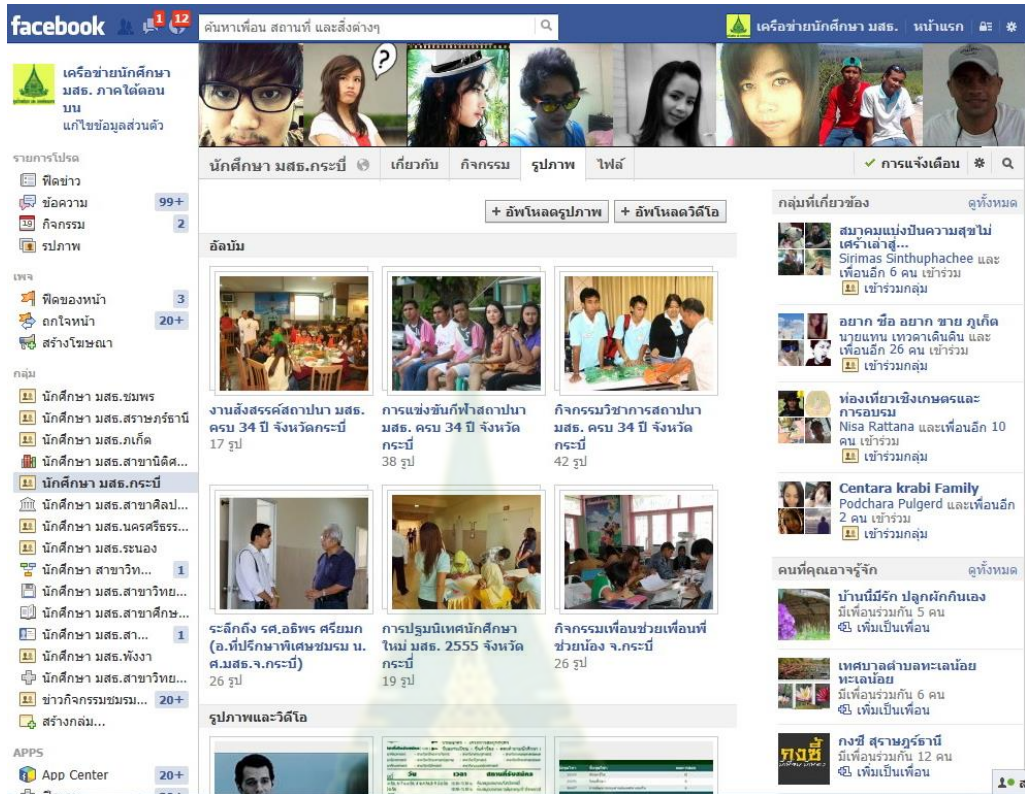 facebook
1
12
ค้นหาเพื่อน สถานที่ และสิ่งต่างๆ
เครือข่ายนักศึกษา มสธ.
หน้าแรก
เครือข่ายนักศึกษา
มสธ. ภาคใต้ตอน
บน
แก้ไขข้อมูลส่วนตัว
รายการโปรด
ฟีดข่าว
ข้อความ 99+
19 กิจกรรม 2
รูปภาพ
เพจ
ฟีดของหน้า 3
ถูกใจหน้า 20+
สร้างโฆษณา
กลุ่ม
นักศึกษา มสธ.ชุมพร
นักศึกษา มสธ.สุราษฎร์ธานี
นักศึกษา มสธ.ภูเก็ต
นักศึกษา มสธ.สาขานิติศ...
นักศึกษา มสธ.กระบี่
นักศึกษา มสธ.สาขาศิลป...
นักศึกษา มสธ.นครศรีธรร...
นักศึกษา มสธ.ระนอง
นักศึกษา สาขาวิท... 1
นักศึกษา มสธ.สาขาวิทย...
นักศึกษา มสธ.สาขาศึกษ...
นักศึกษา มสธ.สา... 1
นักศึกษา มสธ.พังงา
นักศึกษา มสธ.สาขาวิทย...
ข่าวกิจกรรมชมรม... 20+
สร้างกลุ่ม...
APPS
App Center 20+
?
นักศึกษา มสธ.กระบี่
เกี่ยวกับ
กิจกรรม
รูปภาพ
ไฟล์
✓ การแจ้งเตือน
+ อัพโหลดรูปภาพ
+ อัพโหลดวิดีโอ
อัลบั้ม
งานสังสรรค์สถาปนา มสธ.
ครบ 34 ปี จังหวัดกระบี่
17 รูป
การแข่งขันกีฬาสถาปนา
มสธ. ครบ 34 ปี จังหวัด
กระบี่
38 รูป
กิจกรรมวิชาการสถาปนา
มสธ. ครบ 34 ปี จังหวัด
กระบี่
42 รูป
ระลึกถึง รศ.อธิพร ศรียมก
(อ.ที่ปรึกษาพิเศษชมรม น.
ศ.มสธ.จ.กระบี่)
26 รูป
การปฐมนิเทศนักศึกษา
ใหม่ มสธ. 2555 จังหวัด
กระบี่
19 รูป
กิจกรรมเพื่อนช่วยเพื่อนพี่
ช่วยน้อง จ.กระบี่
26 รูป
รูปภาพและวิดีโอ
วัน เวลา สถานที่รับสมัคร
กลุ่มที่เกี่ยวข้อง
ดูทั้งหมด
สมาคมแบ่งปันความสุขไม่
เศร้าเล่าสู่...
Sirimas Sinthuphachee และ
เพื่อนอีก 6 คน เข้าร่วม
เข้าร่วมกลุ่ม
อยาก ซื้อ อยาก ขาย ภูเก็ต
นายแทน เทวดาเดินดิน และ
เพื่อนอีก 26 คน เข้าร่วม
เข้าร่วมกลุ่ม
ท่องเที่ยวเชิงเกษตรและ
การอบรม
Nisa Rattana และเพื่อนอีก 10
คน เข้าร่วม
เข้าร่วมกลุ่ม
Centara krabi Family
Podchara Pulgerd และเพื่อนอีก
2 คน เข้าร่วม
เข้าร่วมกลุ่ม
คนที่คุณอาจรู้จัก
ดูทั้งหมด
บ้านนี้มีรัก ปลูกผักกินเอง
มีเพื่อนร่วมกัน 5 คน
เพิ่มเป็นเพื่อน
เทศบาลตำบลทะเลน้อย
ทะเลน้อย
มีเพื่อนร่วมกัน 6 คน
เพิ่มเป็นเพื่อน
กงซี้
กงซี สุราษฎร์ธานี
มีเพื่อนร่วมกัน 12 คน
เพิ่มเป็นเพื่อน